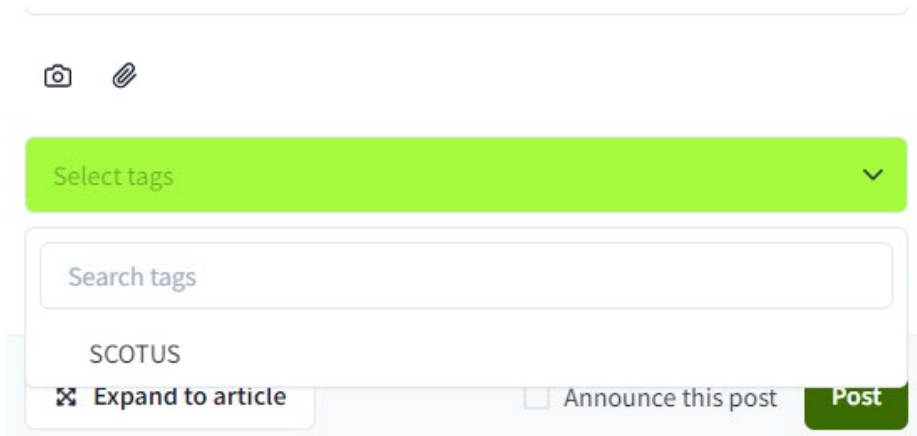 Select tags
Search tags
SCOTUS
Expand to article Announce this post Post